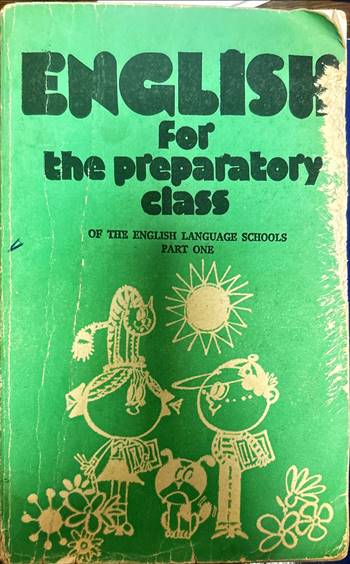 ENGLISH
for
the preparatory
class
OF THE ENGLISH LANGUAGE SCHOOLS
PART ONE